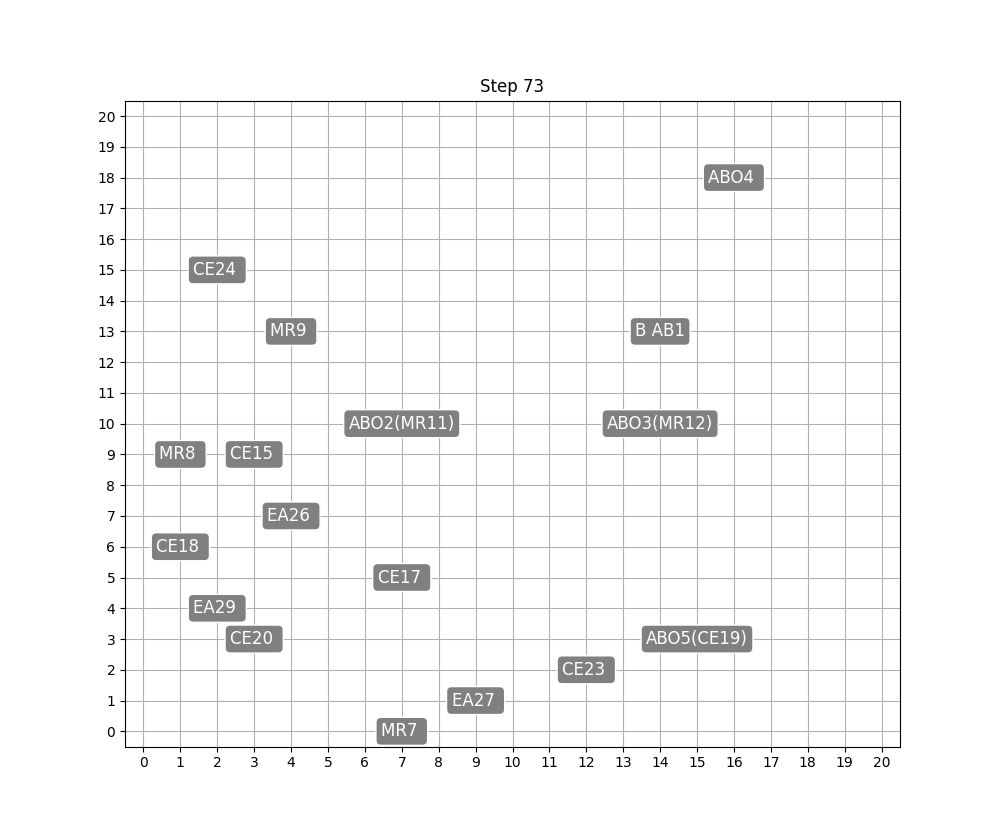 Step 73
20
19
18 ABO4
17
16
15 CE24
14
13 MR9 B AB1
12
11
10 ABO2(MR11) ABO3(MR12)
9 MR8 CE15
8
7 EA26
6 CE18
5 CE17
4 EA29
3 CE20 ABO5(CE19)
2 CE23
1 EA27
0 MR7
0 1 2 3 4 5 6 7 8 9 10 11 12 13 14 15 16 17 18 19 20